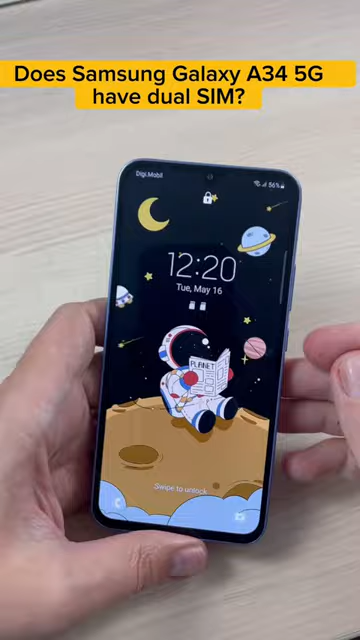 Does Samsung Galaxy A34 5G
have dual SIM?
Digi.Mobil
56%
12:20
Tue, May 16
PLANET
Swipe to unlock